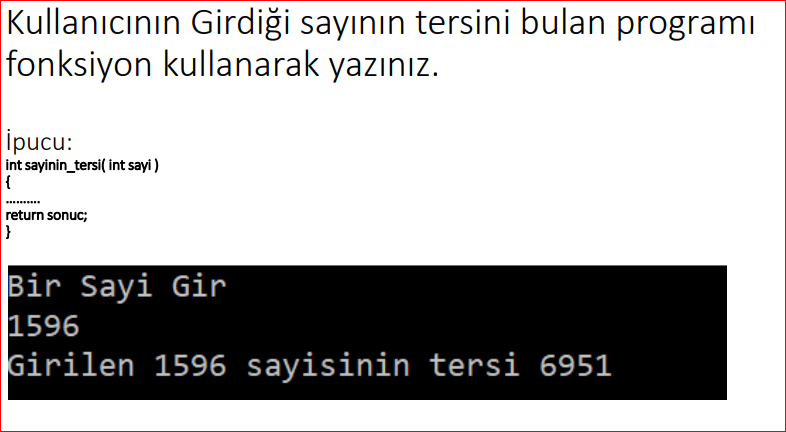 Kullanıcının Girdiği sayının tersini bulan programı
fonksiyon kullanarak yazınız.
İpucu:
int sayinin_tersi( int sayi )
{
..........
return sonuc;
}
Bir Sayi Gir
1596
Girilen 1596 sayisinin tersi 6951